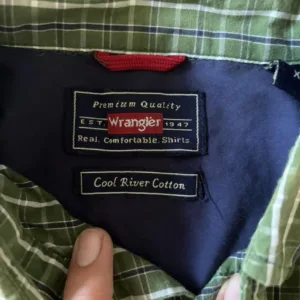 Premium Quality
EST. Wrangler 1947
Real. Comfortable. Shirts.
Cool River Cotton